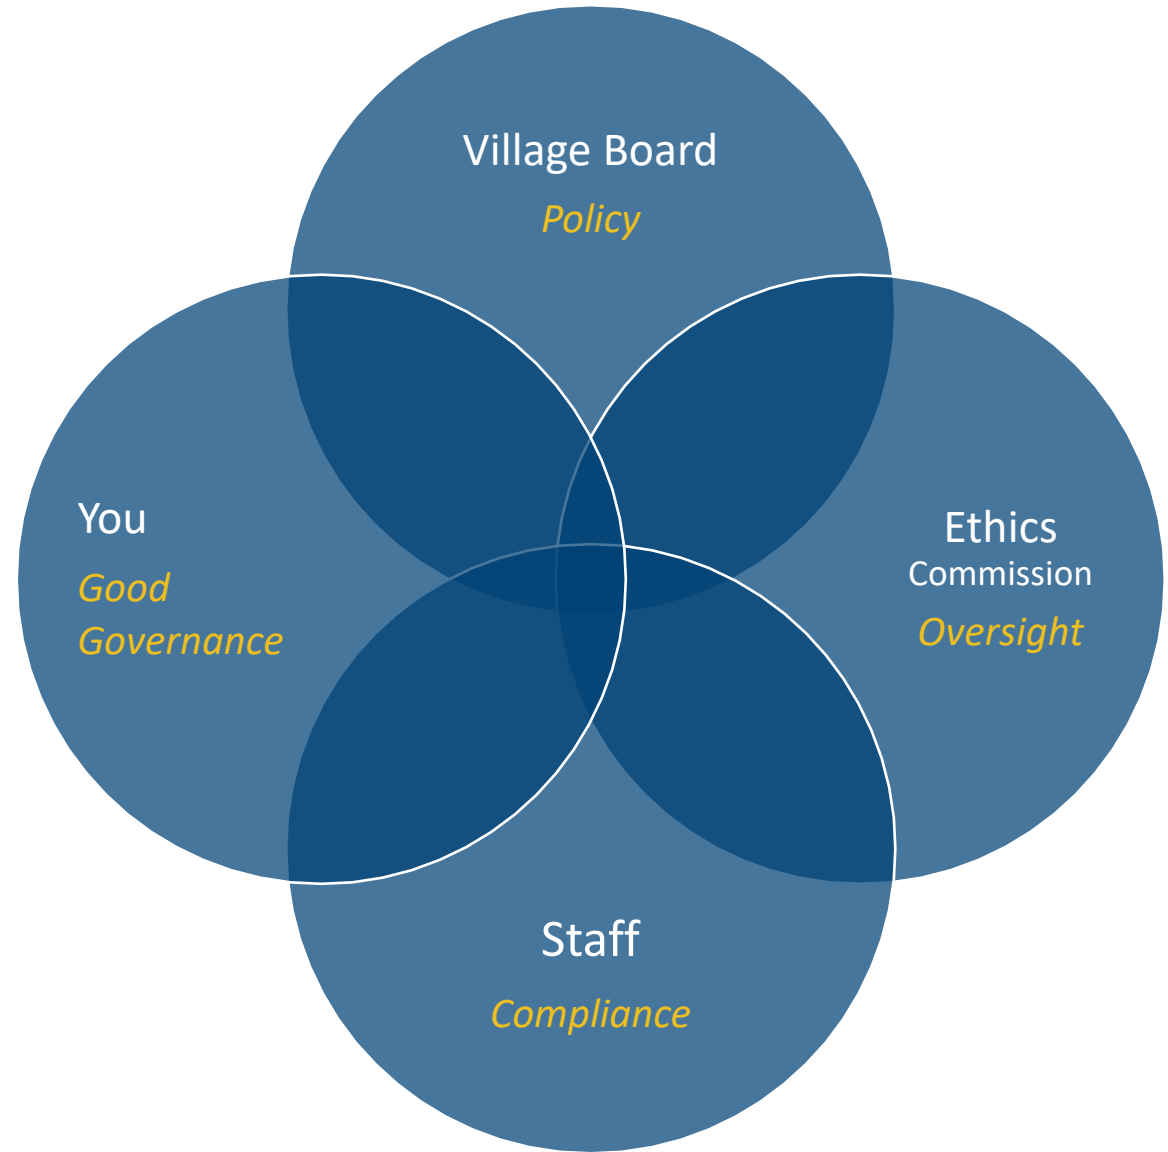 Village Board
Policy
You
Good
Governance
Ethics
Commission
Oversight
Staff
Compliance